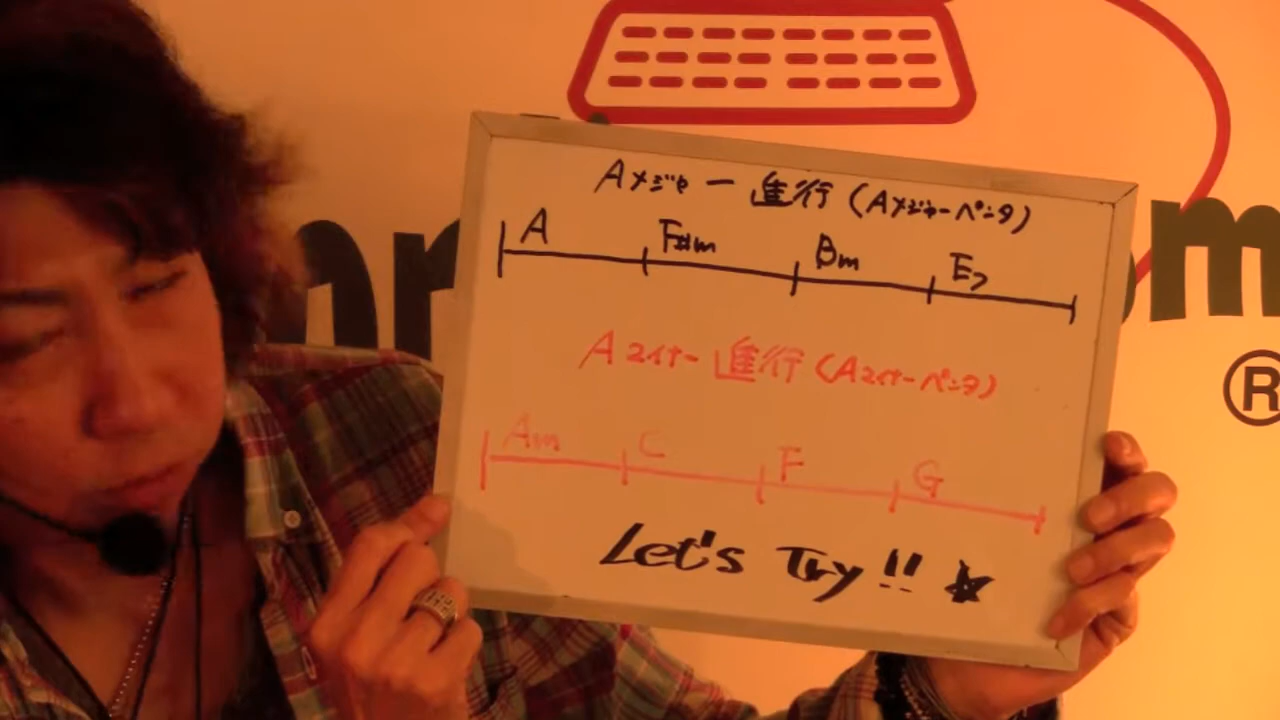 Aメジャー進行(Aメジャーペンタ)
A F#m Bm E7
Aマイナー進行(Aマイナーペンタ)
Am C F G
Let's Try!! ★
m
®